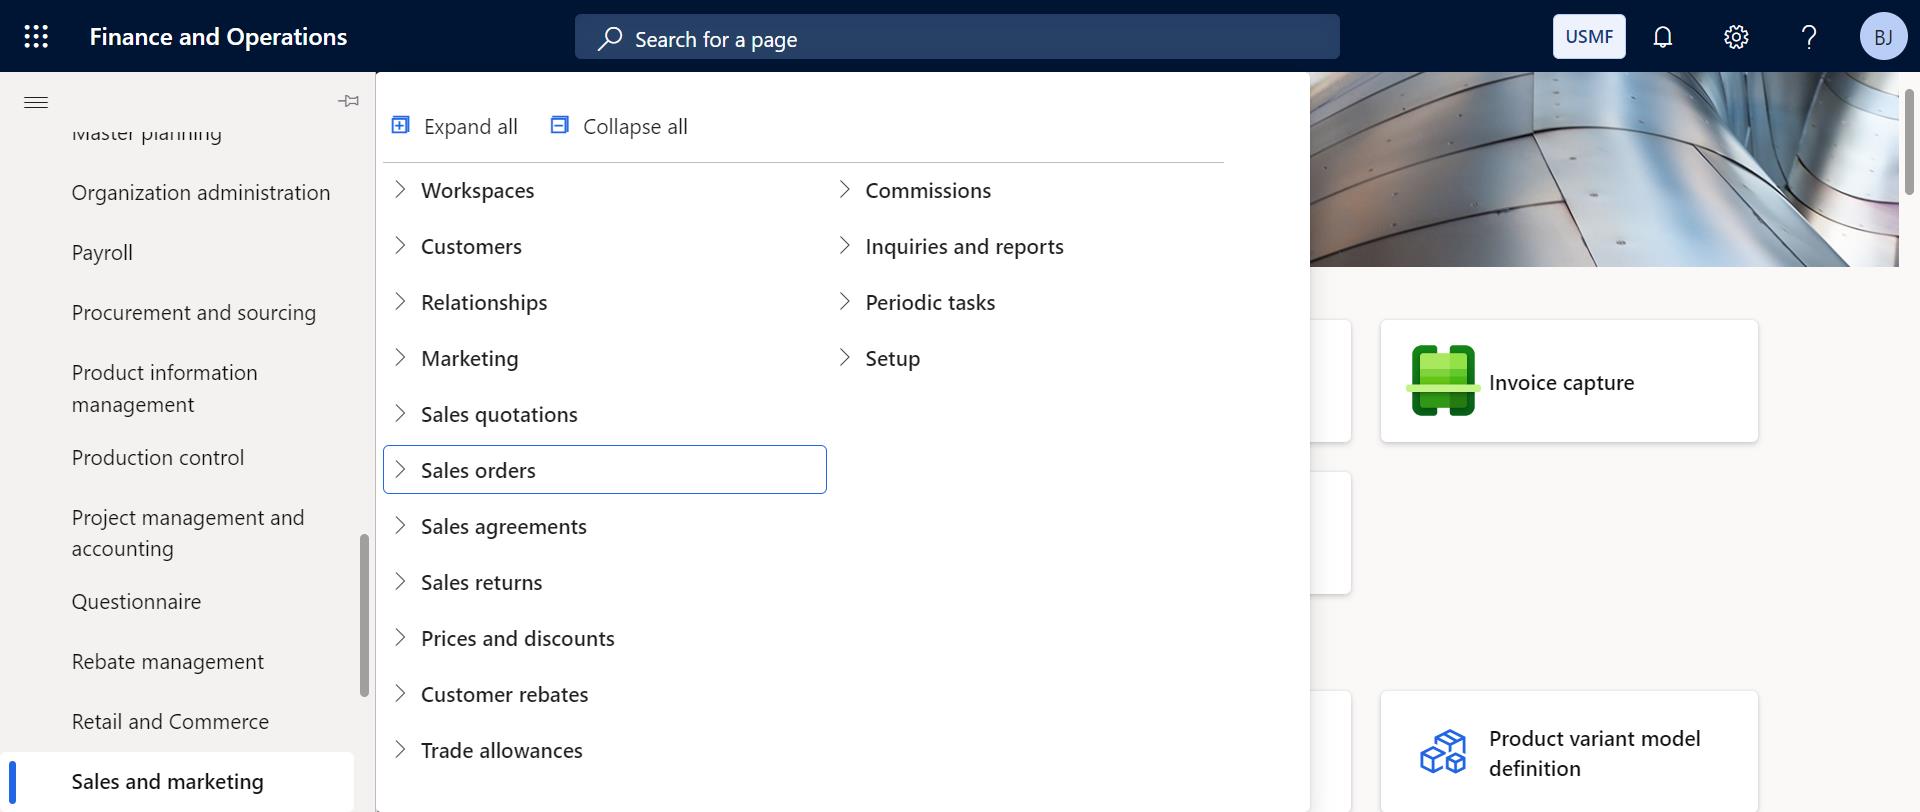 Finance and Operations
Search for a page
USMF
BJ
Master planning
Organization administration
Payroll
Procurement and sourcing
Product information
management
Production control
Project management and
accounting
Questionnaire
Rebate management
Retail and Commerce
Sales and marketing
Expand all
Collapse all
Workspaces
Customers
Relationships
Marketing
Sales quotations
Sales orders
Sales agreements
Sales returns
Prices and discounts
Customer rebates
Trade allowances
Commissions
Inquiries and reports
Periodic tasks
Setup
Invoice capture
Product variant model
definition